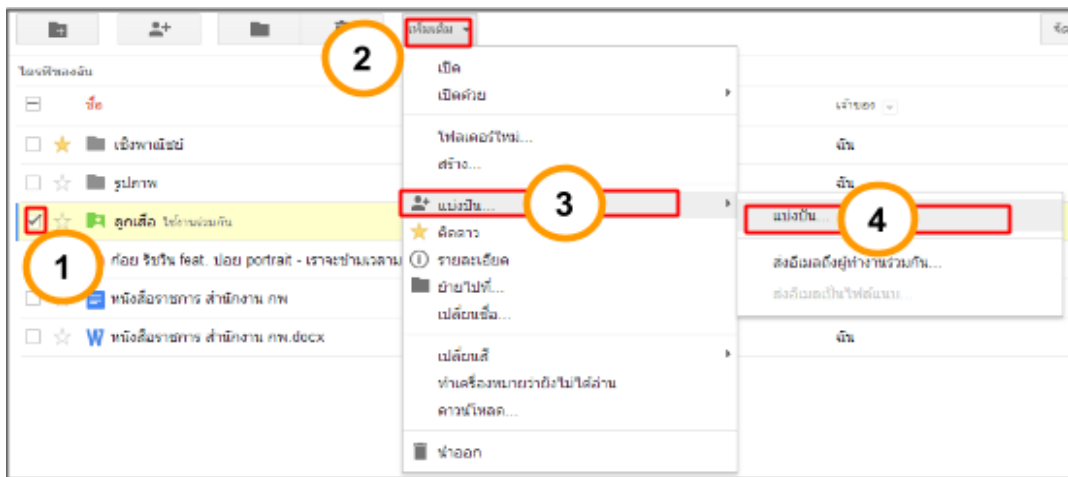 เพิ่มเติม
2
ไดรฟ์ของฉัน
ชื่อ
เจ้าของ
เชิงพาณิชย์
ฉัน
รูปภาพ
ฉัน
ลูกเสือ ใช้งานร่วมกัน
1
ก้อย รัชวิน feat. ปอย portrait - เราจะข้ามเวลามา
หนังสือราชการ สำนักงาน กพ
หนังสือราชการ สำนักงาน กพ.docx
ฉัน
เปิด
เปิดด้วย
โฟลเดอร์ใหม่...
สร้าง...
แบ่งปัน...
3
ติดดาว
รายละเอียด
ย้ายไปที่...
เปลี่ยนชื่อ...
เปลี่ยนสี
ทำเครื่องหมายว่ายังไม่ได้อ่าน
ดาวน์โหลด...
นำออก
แบ่งปัน...
4
ส่งอีเมลถึงผู้ทำงานร่วมกัน...
ส่งอีเมลเป็นไฟล์แนบ...